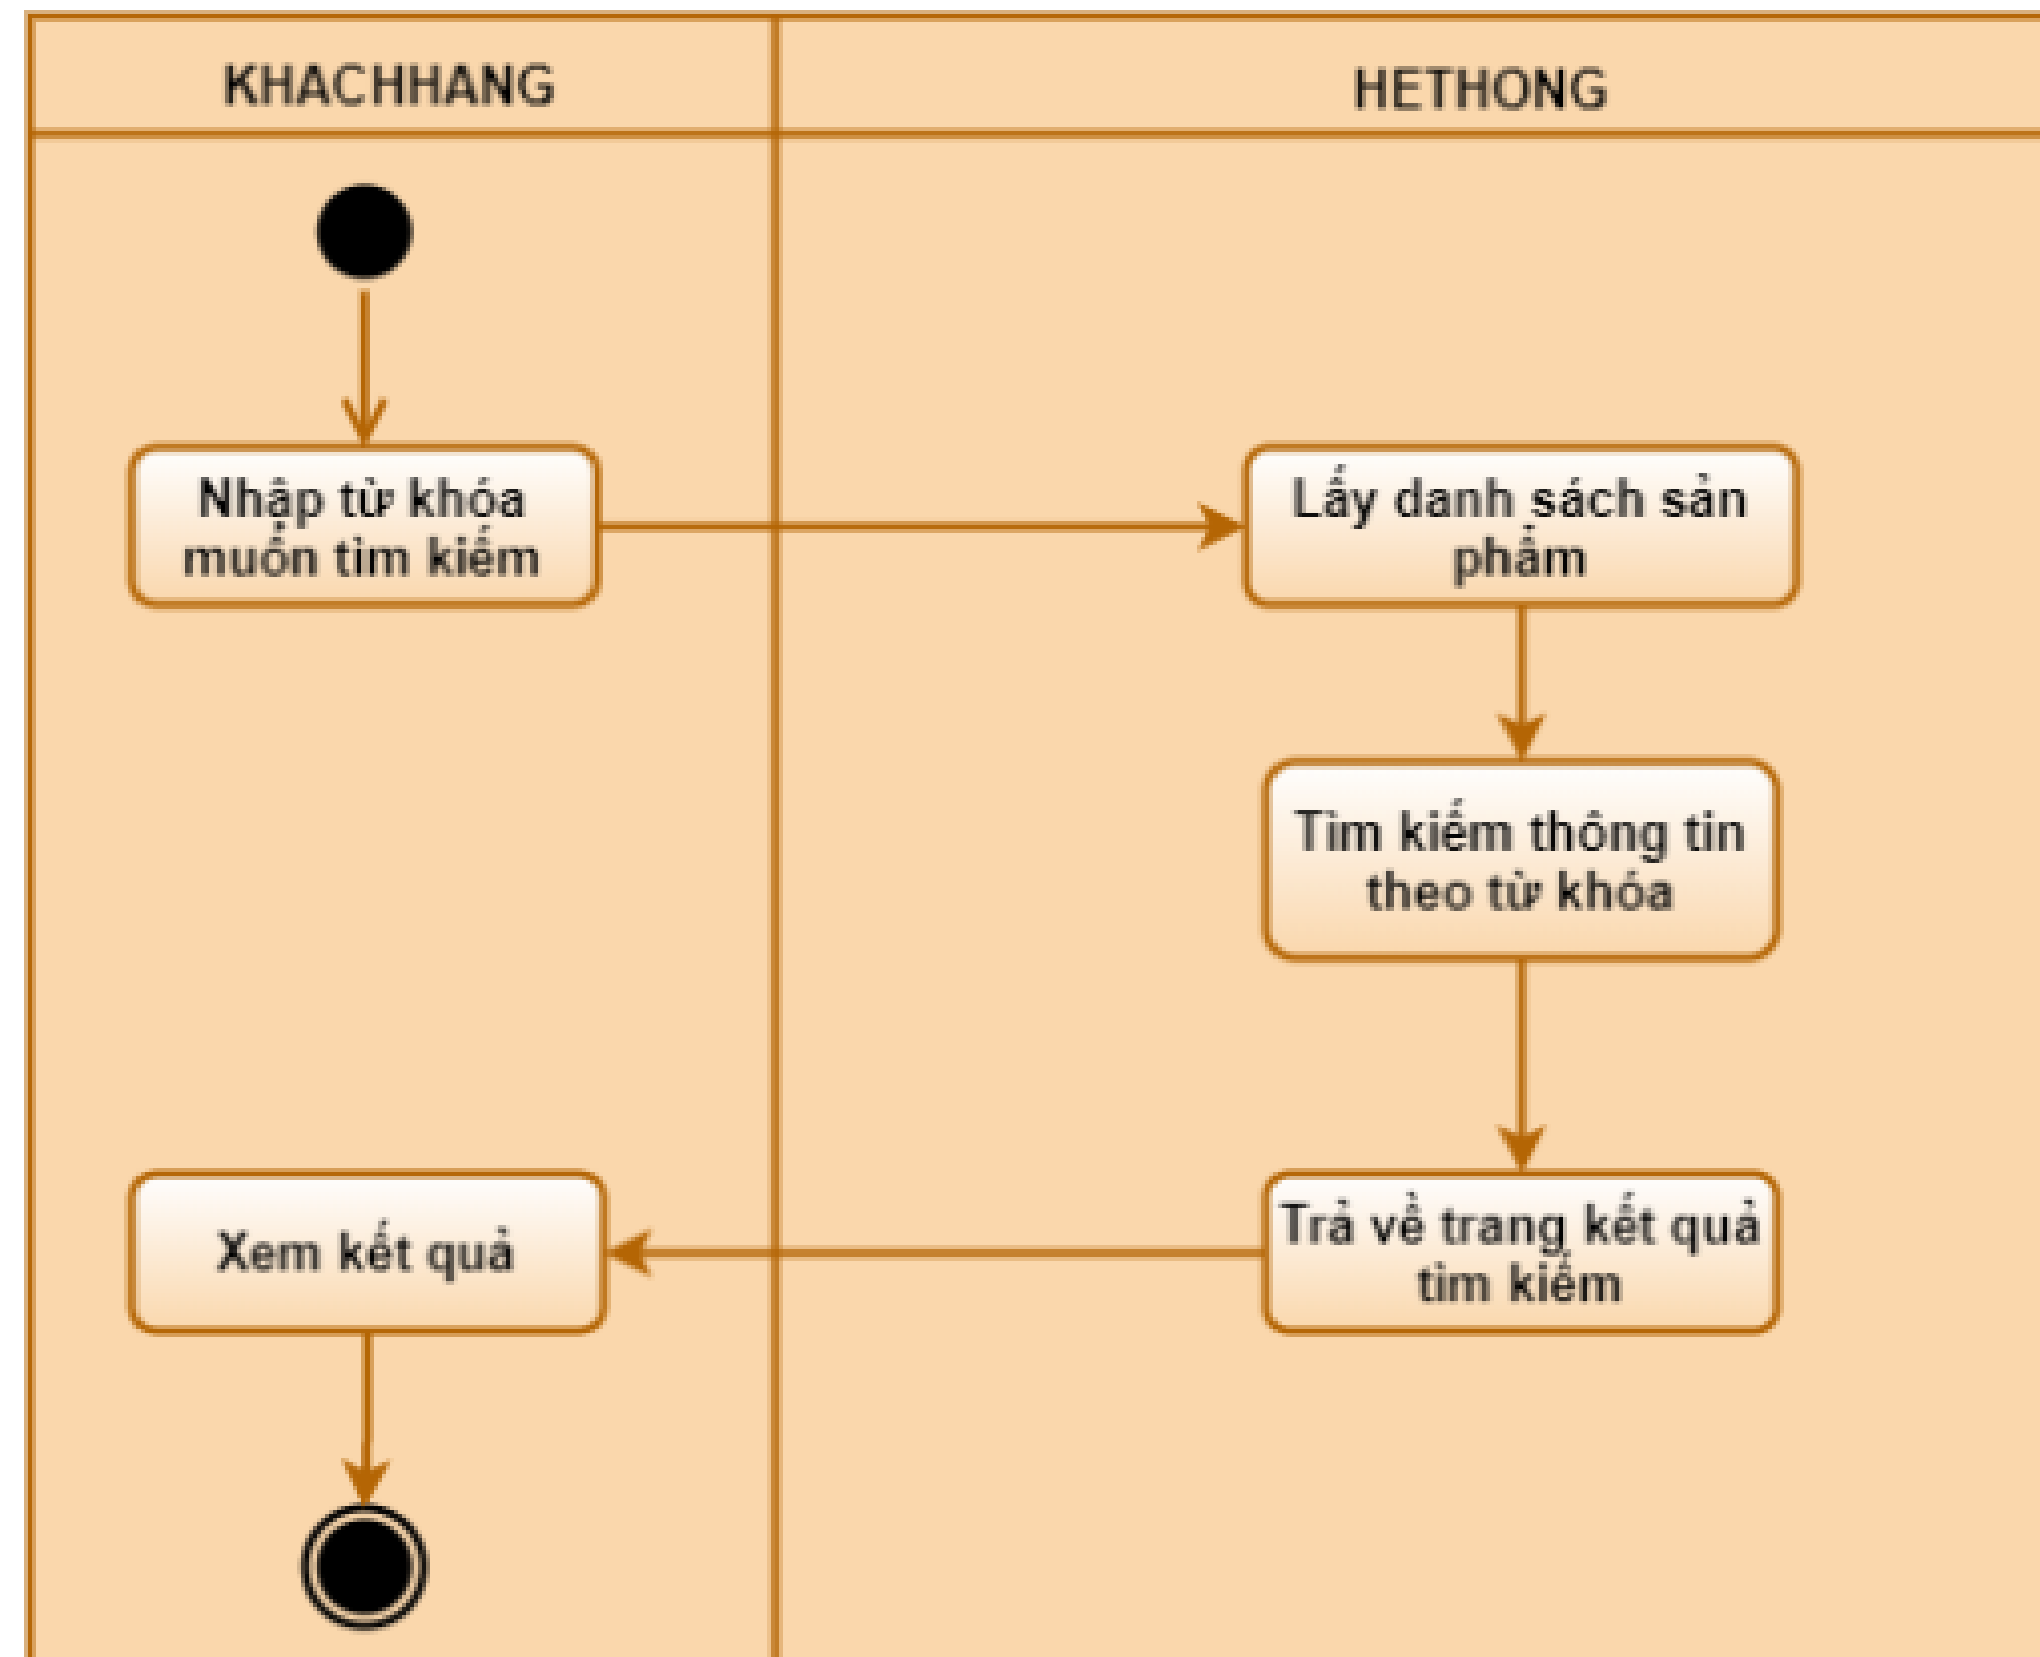 KHACHHANG
HETHONG
Nhập từ khóa
muốn tìm kiếm
Lấy danh sách sản
phẩm
Tìm kiếm thông tin
theo từ khóa
Trả về trang kết quả
tìm kiếm
Xem kết quả